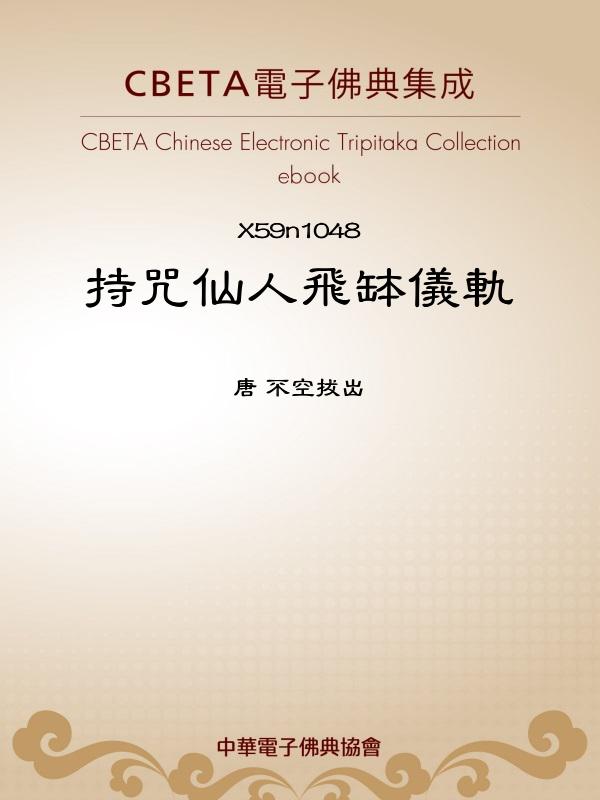 CBETA電子佛典集成
CBETA Chinese Electronic Tripitaka Collection
ebook
X59n1048
持咒仙人飛缽儀軌
唐 不空拔出
中華電子佛典協會